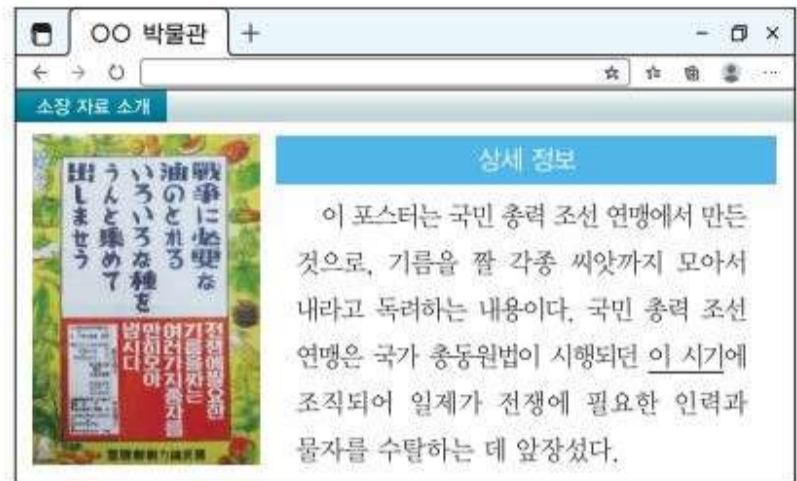 ○○ 박물관
소장 자료 소개
戰爭に必要な
油のとれる
いろいろな種を
うんと集めて
出しませう
전쟁에필요한
기름을짜는
여러가지종자를
만히모아
냅시다
상세 정보
이 포스터는 국민 총력 조선 연맹에서 만든
것으로, 기름을 짤 각종 씨앗까지 모아서
내라고 독려하는 내용이다. 국민 총력 조선
연맹은 국가 총동원법이 시행되던 이 시기에
조직되어 일제가 전쟁에 필요한 인력과
물자를 수탈하는 데 앞장섰다.